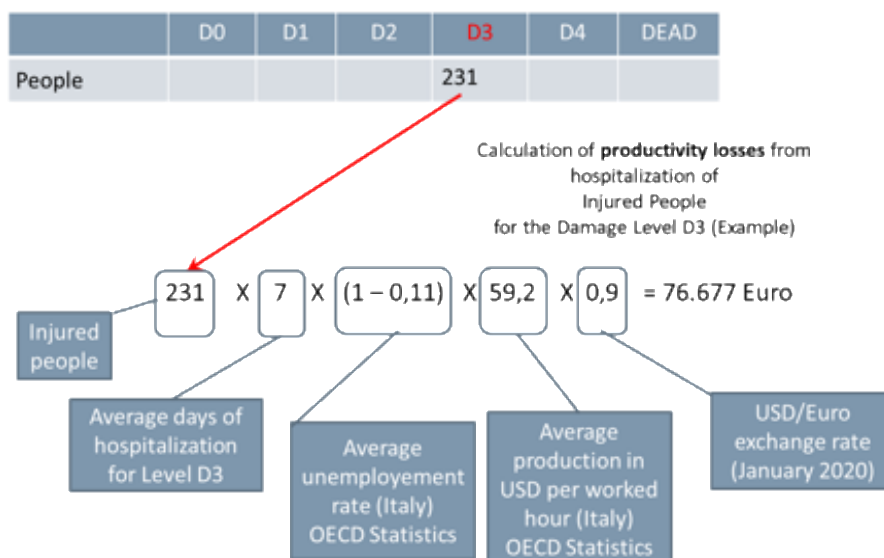 D0 D1 D2 D3 D4 DEAD
People 231
Calculation of productivity losses from
hospitalization of
Injured People
for the Damage Level D3 (Example)
231 X 7 X (1 – 0,11) X 59,2 X 0,9 = 76.677 Euro
Injured
people
Average days of
hospitalization
for Level D3
Average
unemployement
rate (Italy)
OECD Statistics
Average
production in
USD per worked
hour (Italy)
OECD Statistics
USD/Euro
exchange rate
(January 2020)